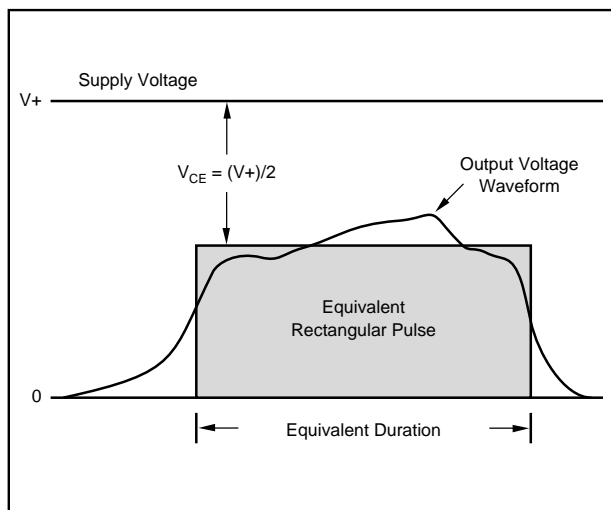 Supply Voltage
V+
V_CE = (V+)/2
Output Voltage
Waveform
Equivalent
Rectangular Pulse
0
Equivalent Duration